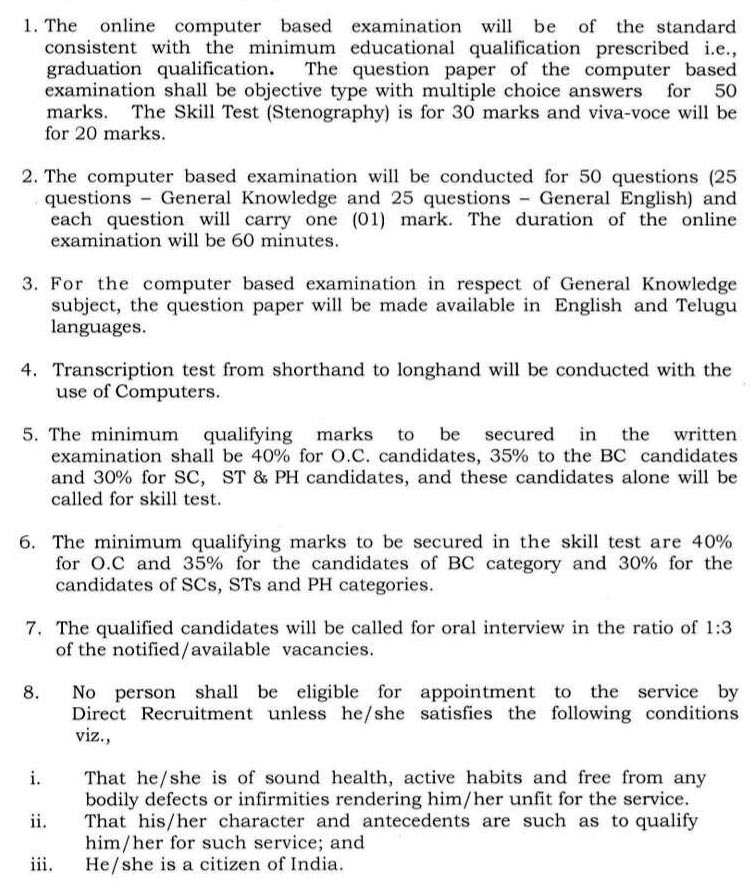 1. The online computer based examination will be of the standard
consistent with the minimum educational qualification prescribed i.e.,
graduation qualification. The question paper of the computer based
examination shall be objective type with multiple choice answers for 50
marks. The Skill Test (Stenography) is for 30 marks and viva-voce will be
for 20 marks.
2. The computer based examination will be conducted for 50 questions (25
questions – General Knowledge and 25 questions – General English) and
each question will carry one (01) mark. The duration of the online
examination will be 60 minutes.
3. For the computer based examination in respect of General Knowledge
subject, the question paper will be made available in English and Telugu
languages.
4. Transcription test from shorthand to longhand will be conducted with the
use of Computers.
5. The minimum qualifying marks to be secured in the written
examination shall be 40% for O.C. candidates, 35% to the BC candidates
and 30% for SC, ST & PH candidates, and these candidates alone will be
called for skill test.
6. The minimum qualifying marks to be secured in the skill test are 40%
for O.C and 35% for the candidates of BC category and 30% for the
candidates of SCs, STs and PH categories.
7. The qualified candidates will be called for oral interview in the ratio of 1:3
of the notified/available vacancies.
8. No person shall be eligible for appointment to the service by
Direct Recruitment unless he/she satisfies the following conditions
viz.,
i. That he/she is of sound health, active habits and free from any
bodily defects or infirmities rendering him/her unfit for the service.
ii. That his/her character and antecedents are such as to qualify
him/her for such service; and
iii. He/she is a citizen of India.